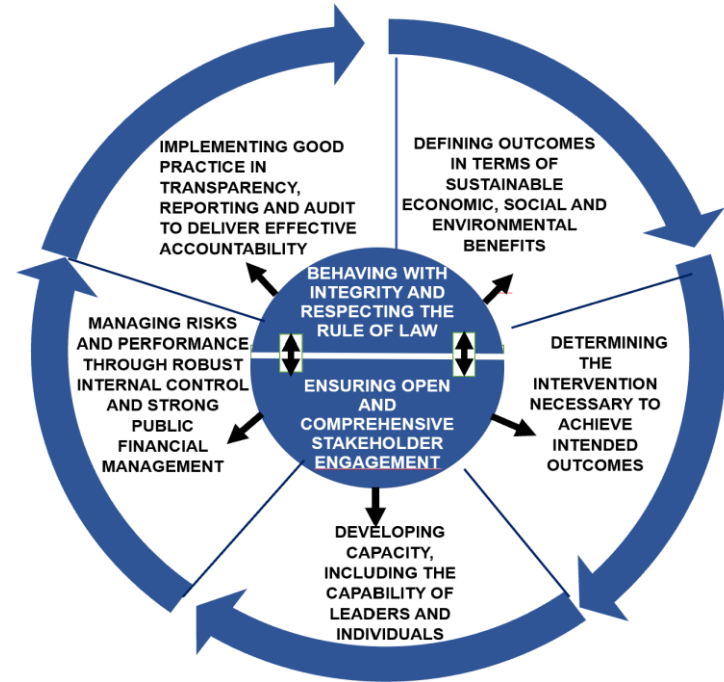 IMPLEMENTING GOOD
PRACTICE IN
TRANSPARENCY,
REPORTING AND AUDIT
TO DELIVER EFFECTIVE
ACCOUNTABILITY
DEFINING OUTCOMES
IN TERMS OF
SUSTAINABLE
ECONOMIC, SOCIAL AND
ENVIRONMENTAL
BENEFITS
BEHAVING WITH
INTEGRITY AND
RESPECTING THE
RULE OF LAW
MANAGING RISKS
AND PERFORMANCE
THROUGH ROBUST
INTERNAL CONTROL
AND STRONG
PUBLIC
FINANCIAL
MANAGEMENT
ENSURING OPEN
AND
COMPREHENSIVE
STAKEHOLDER
ENGAGEMENT
DETERMINING
THE
INTERVENTION
NECESSARY TO
ACHIEVE
INTENDED
OUTCOMES
DEVELOPING
CAPACITY,
INCLUDING THE
CAPABILITY OF
LEADERS AND
INDIVIDUALS